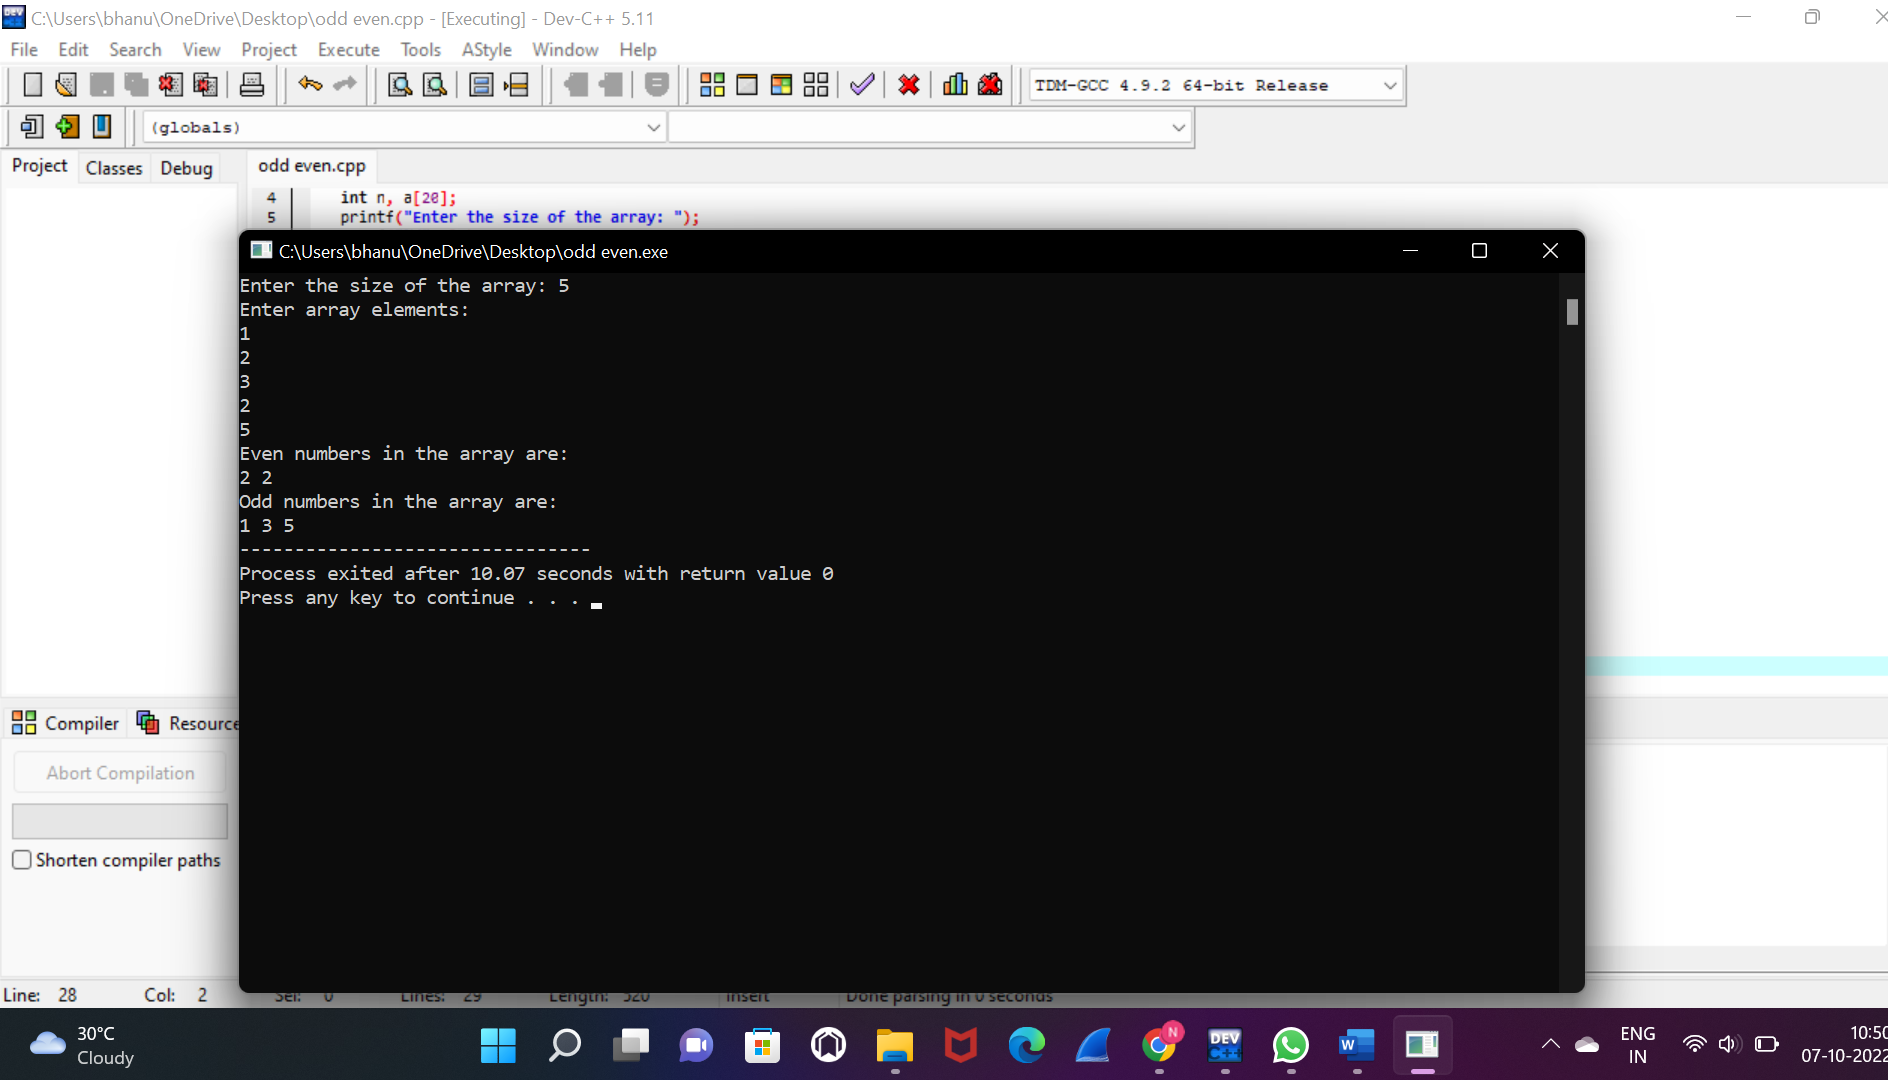 C:\Users\bhanu\OneDrive\Desktop\odd even.cpp - [Executing] - Dev-C++ 5.11
File Edit Search View Project Execute Tools AStyle Window Help
TDM-GCC 4.9.2 64-bit Release
(globals)
Project Classes Debug odd even.cpp
4 int n, a[20];
5 printf("Enter the size of the array: ");
C:\Users\bhanu\OneDrive\Desktop\odd even.exe
Enter the size of the array: 5
Enter array elements:
1
2
3
2
5
Even numbers in the array are:
2 2
Odd numbers in the array are:
1 3 5
--------------------------------
Process exited after 10.07 seconds with return value 0
Press any key to continue . . .
Compiler Resource
Abort Compilation
Shorten compiler paths
Line: 28 Col: 2 Sel: 0 Lines: 29 Length: 520 Insert Done parsing in 0 seconds
30°C
Cloudy
N
DEV
C++
W
ENG
IN
10:50
07-10-2022